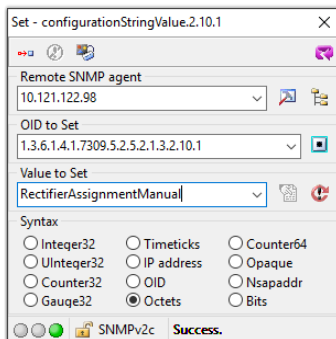 Set - configurationStringValue.2.10.1
Remote SNMP agent
10.121.122.98
OID to Set
1.3.6.1.4.1.7309.5.2.5.2.1.3.2.10.1
Value to Set
RectifierAssignmentManual
Syntax
Integer32 Timeticks Counter64
UInteger32 IP address Opaque
Counter32 OID Nsapaddr
Gauge32 Octets Bits
SNMPv2c Success.